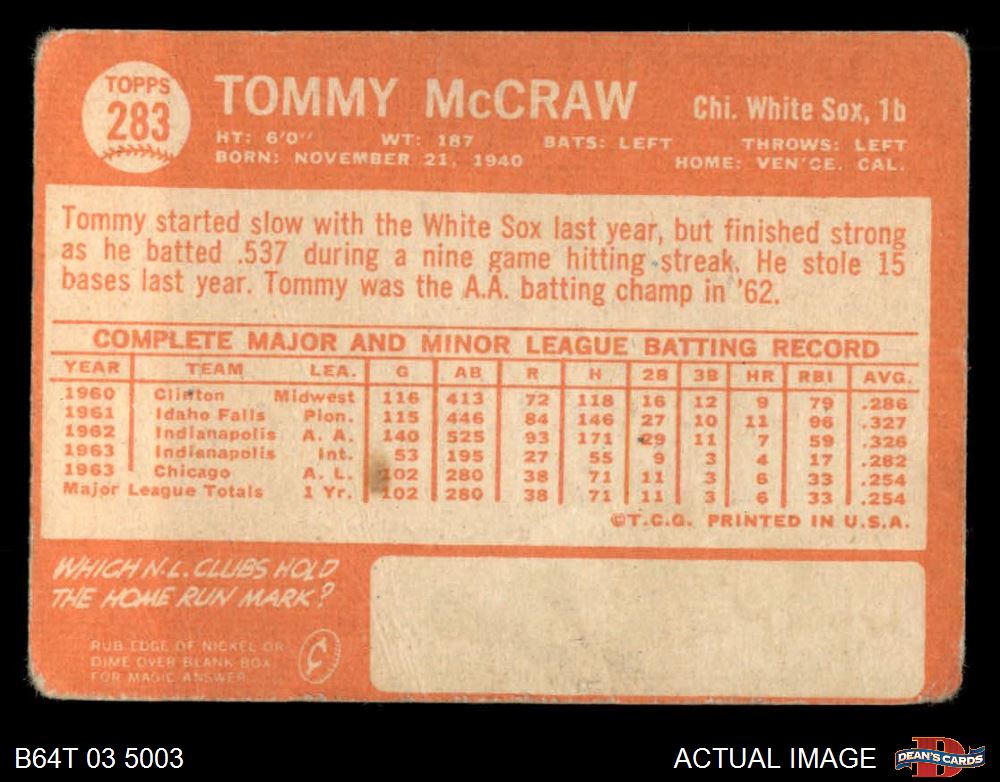 TOPPS
283
TOMMY McCRAW
Chi. White Sox, 1b
HT: 6'0" WT: 187 BATS: LEFT THROWS: LEFT
BORN: NOVEMBER 21, 1940 HOME: VENICE, CAL.
Tommy started slow with the White Sox last year, but finished strong
as he batted .537 during a nine game hitting streak. He stole 15
bases last year. Tommy was the A.A. batting champ in '62.
COMPLETE MAJOR AND MINOR LEAGUE BATTING RECORD
YEAR TEAM LEA. G AB R H 2B 3B HR RBI AVG.
1960 Clinton Midwest 116 413 72 118 16 12 9 79 .286
1961 Idaho Falls Pion. 115 446 84 146 27 10 11 96 .327
1962 Indianapolis A. A. 140 525 93 171 29 11 7 59 .326
1963 Indianapolis Int. 53 195 27 55 9 3 4 17 .282
1963 Chicago A. L. 102 280 38 71 11 3 6 33 .254
Major League Totals 1 Yr. 102 280 38 71 11 3 6 33 .254
©T.C.G. PRINTED IN U.S.A.
WHICH N.L. CLUBS HOLD
THE HOME RUN MARK?
RUB EDGE OF NICKEL OR
DIME OVER BLANK BOX
FOR MAGIC ANSWER
B64T 03 5003
ACTUAL IMAGE
D
DEAN'S CARDS